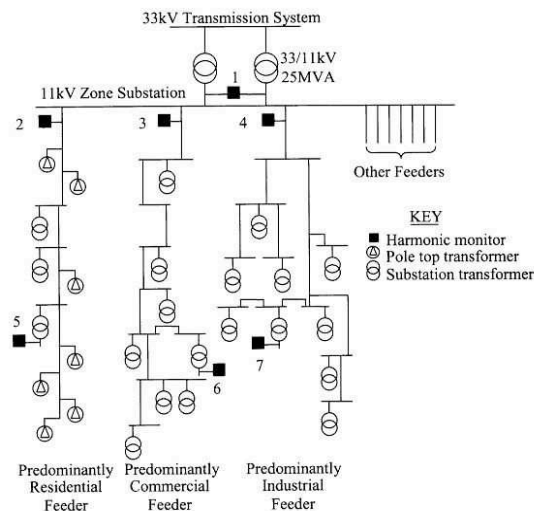 33kV Transmission System
33/11kV
25MVA
1
11kV Zone Substation
2
3
4
Other Feeders
KEY
Harmonic monitor
Pole top transformer
Substation transformer
5
6
7
Predominantly
Residential
Feeder
Predominantly
Commercial
Feeder
Predominantly
Industrial
Feeder